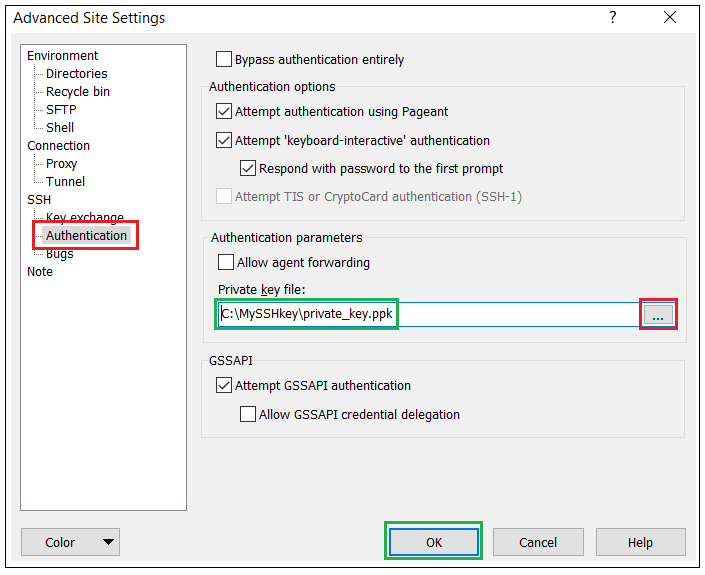 Advanced Site Settings
?
Environment
Directories
Recycle bin
SFTP
Shell
Connection
Proxy
Tunnel
SSH
Key exchange
Authentication
Bugs
Note
Bypass authentication entirely
Authentication options
Attempt authentication using Pageant
Attempt 'keyboard-interactive' authentication
Respond with password to the first prompt
Attempt TIS or CryptoCard authentication (SSH-1)
Authentication parameters
Allow agent forwarding
Private key file:
C:\MySSHkey\private_key.ppk
...
GSSAPI
Attempt GSSAPI authentication
Allow GSSAPI credential delegation
Color
OK
Cancel
Help